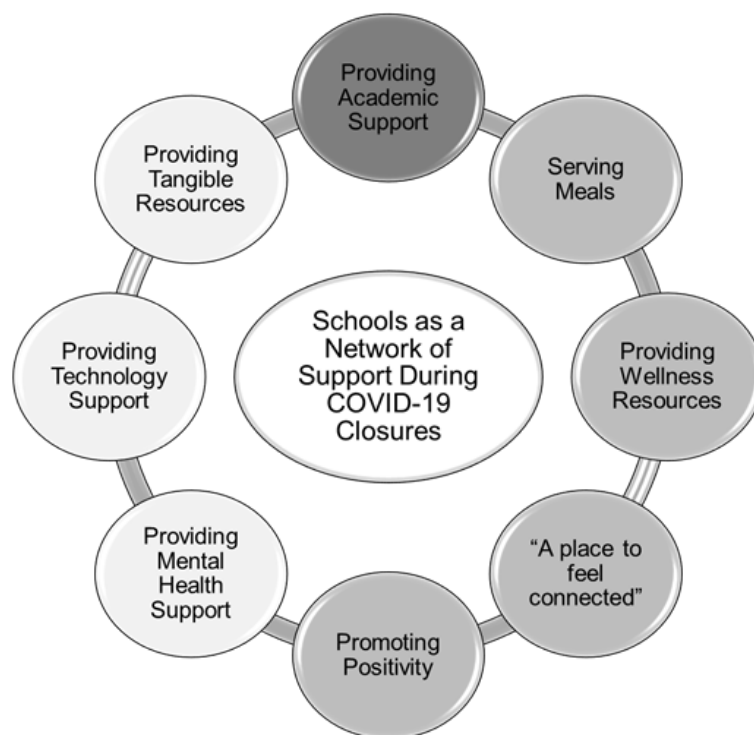 Providing
Academic
Support
Serving
Meals
Providing
Wellness
Resources
“A place to
feel
connected”
Promoting
Positivity
Providing
Mental
Health
Support
Providing
Technology
Support
Providing
Tangible
Resources
Schools as a
Network of
Support During
COVID-19
Closures